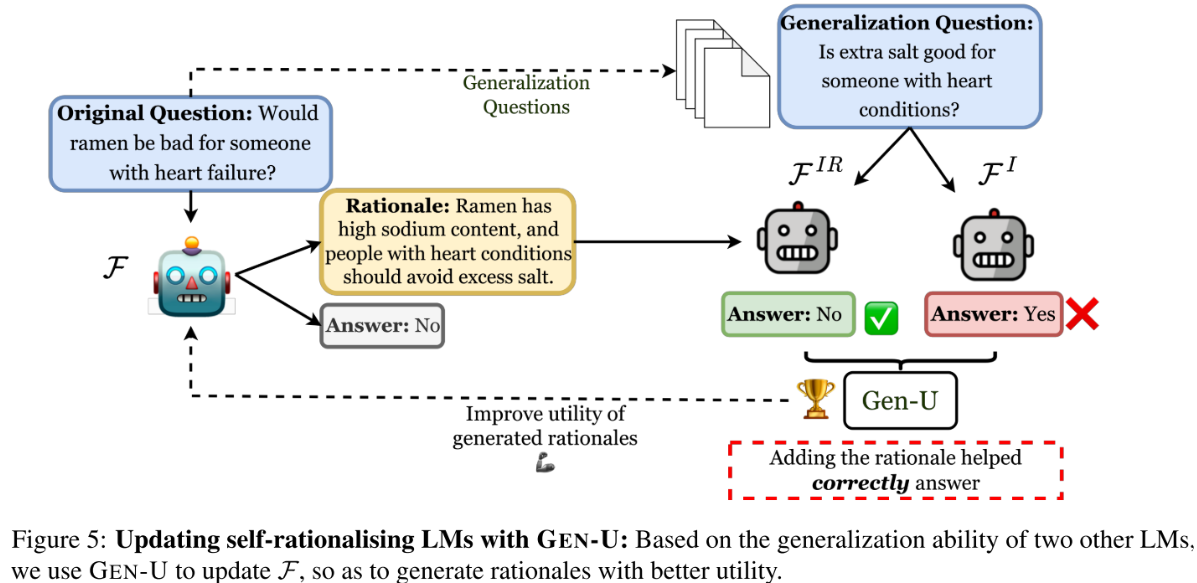 Generalization Question:
Is extra salt good for
someone with heart
conditions?
Generalization
Questions
Original Question: Would
ramen be bad for someone
with heart failure?
Rationale: Ramen has
high sodium content, and
people with heart conditions
should avoid excess salt.
F
Answer: No
F^IR
F^I
Answer: No
Answer: Yes
Gen-U
Improve utility of
generated rationales
Adding the rationale helped
correctly answer
Figure 5: Updating self-rationalising LMs with GEN-U: Based on the generalization ability of two other LMs,
we use GEN-U to update F, so as to generate rationales with better utility.